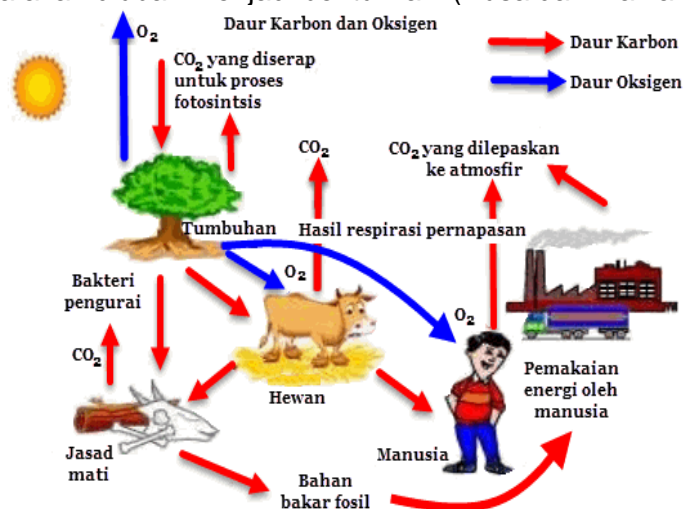 Daur Karbon dan Oksigen
O₂
Daur Karbon
CO₂ yang diserap
untuk proses
fotosintsis
Daur Oksigen
CO₂
CO₂ yang dilepaskan
ke atmosfir
Tumbuhan
Hasil respirasi pernapasan
Bakteri
pengurai
O₂
O₂
CO₂
Hewan
Pemakaian
energi oleh
manusia
Jasad
mati
Manusia
Bahan
bakar fosil